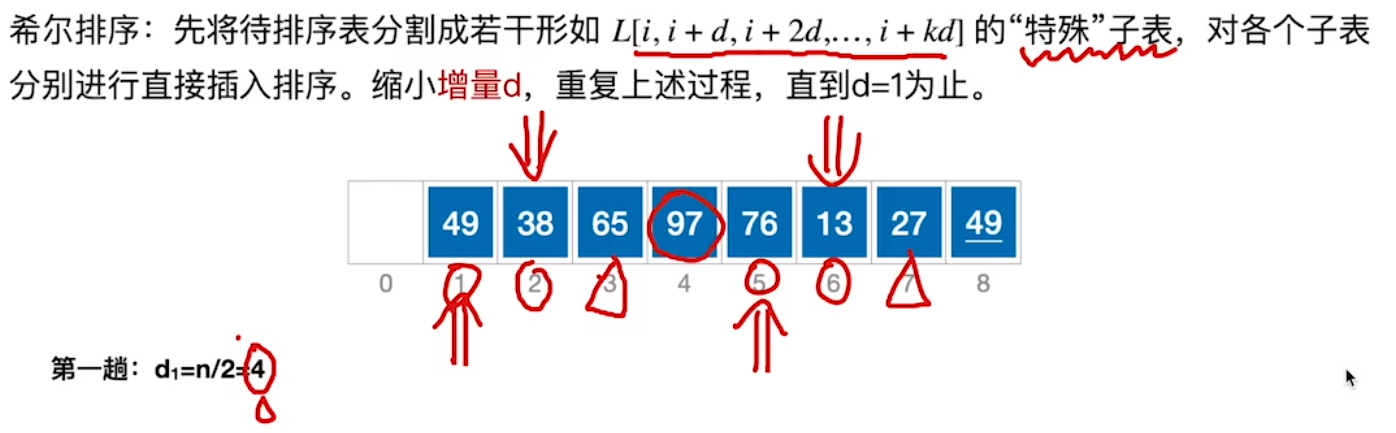 希尔排序：先将待排序表分割成若干形如 L[i, i + d, i + 2d,…, i + kd] 的“特殊”子表，对各个子表
分别进行直接插入排序。缩小增量d，重复上述过程，直到d=1为止。
49 38 65 97 76 13 27 49
0 1 2 3 4 5 6 7 8
第一趟：d₁=n/2=4